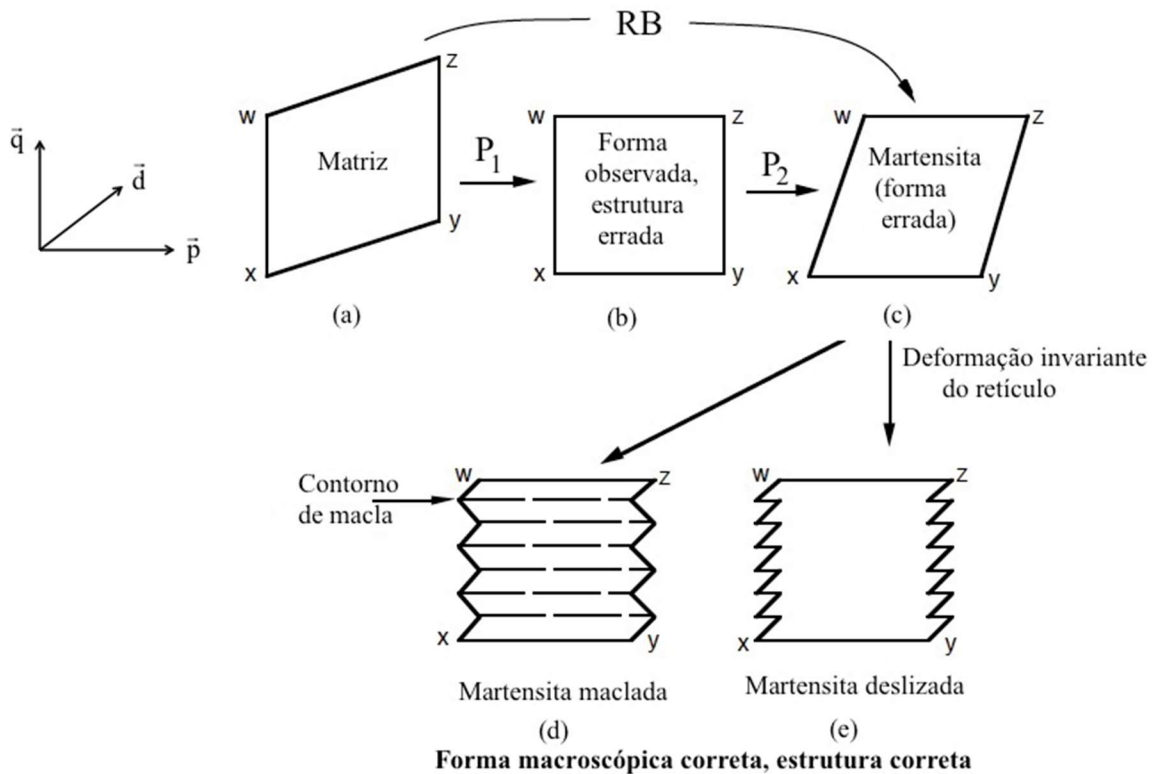 RB
z
w
Matriz
x
y
(a)
q⃗
d⃗
p⃗
P₁
w
z
Forma
observada,
estrutura
errada
x
y
(b)
P₂
w
z
Martensita
(forma
errada)
x
y
(c)
Deformação invariante
do retículo
Contorno
de macla
w
z
x
y
Martensita maclada
(d)
w
z
x
y
Martensita deslizada
(e)
Forma macroscópica correta, estrutura correta